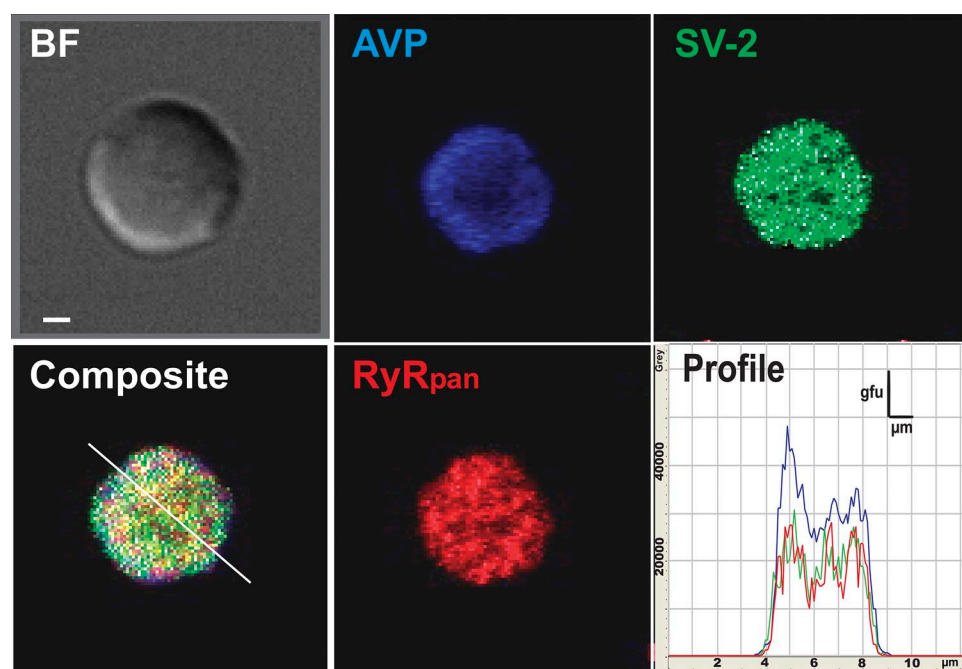 BF
AVP
SV-2
Composite
RyRpan
Profile
Grey
gfu
µm
40000
20000
2 4 6 8 10 µm